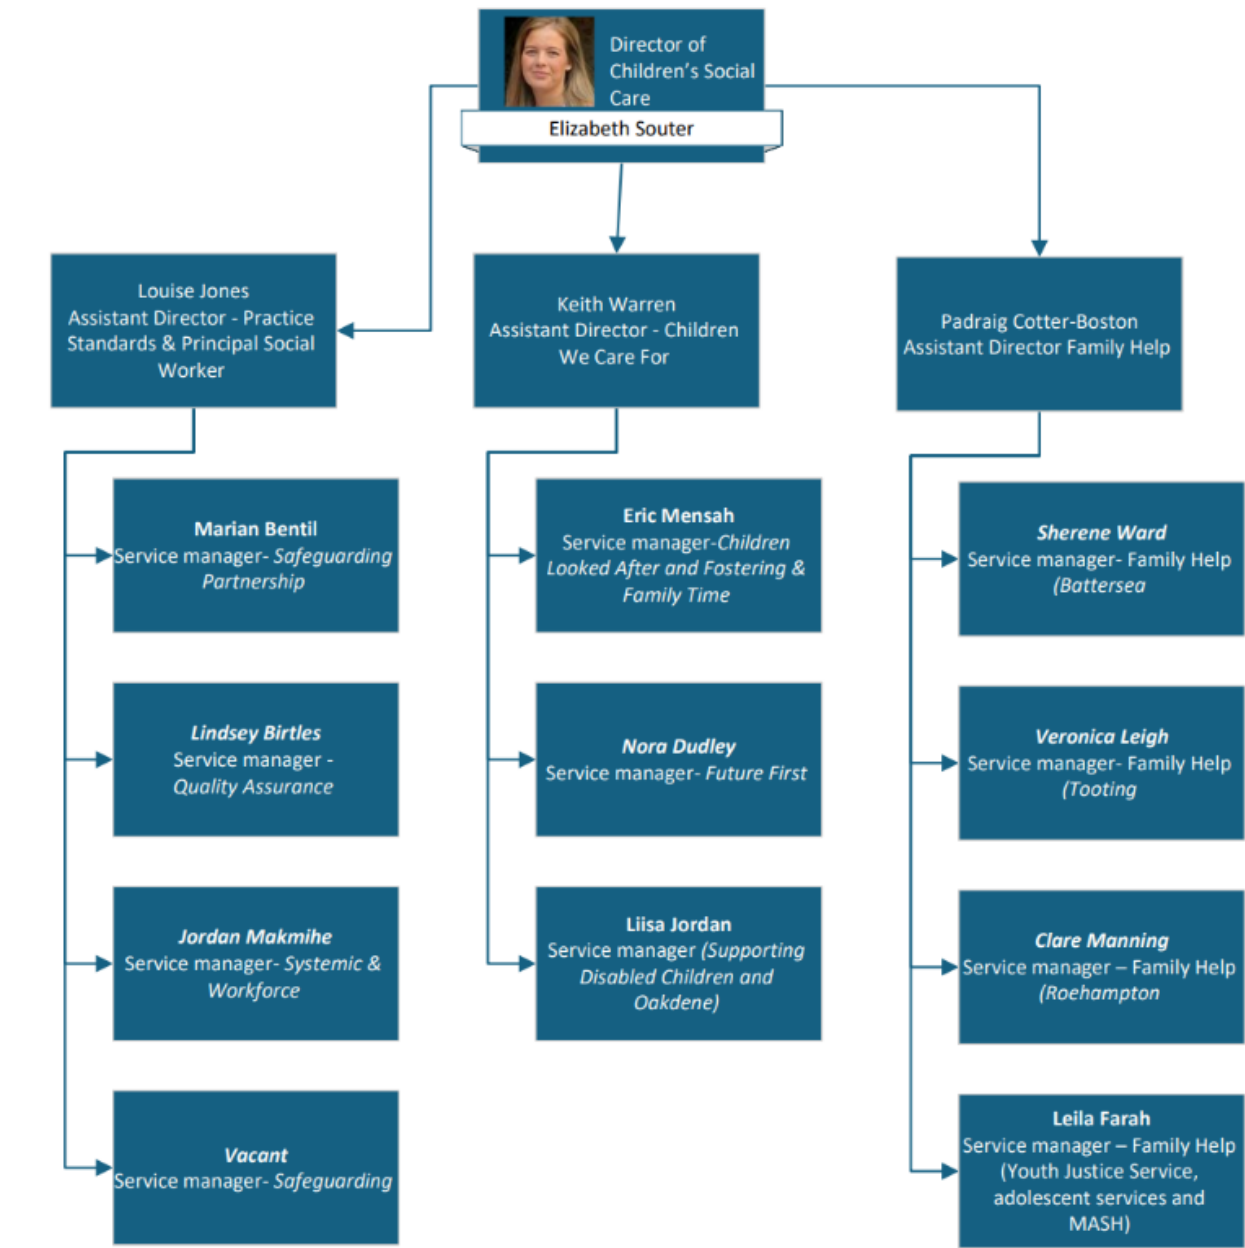 Director of
Children’s Social
Care
Elizabeth Souter
Louise Jones
Assistant Director - Practice
Standards & Principal Social
Worker
Marian Bentil
Service manager- Safeguarding
Partnership
Lindsey Birtles
Service manager -
Quality Assurance
Jordan Makmihe
Service manager- Systemic &
Workforce
Vacant
Service manager- Safeguarding
Keith Warren
Assistant Director - Children
We Care For
Eric Mensah
Service manager-Children
Looked After and Fostering &
Family Time
Nora Dudley
Service manager- Future First
Liisa Jordan
Service manager (Supporting
Disabled Children and
Oakdene)
Padraig Cotter-Boston
Assistant Director Family Help
Sherene Ward
Service manager- Family Help
(Battersea
Veronica Leigh
Service manager- Family Help
(Tooting
Clare Manning
Service manager – Family Help
(Roehampton
Leila Farah
Service manager – Family Help
(Youth Justice Service,
adolescent services and
MASH)